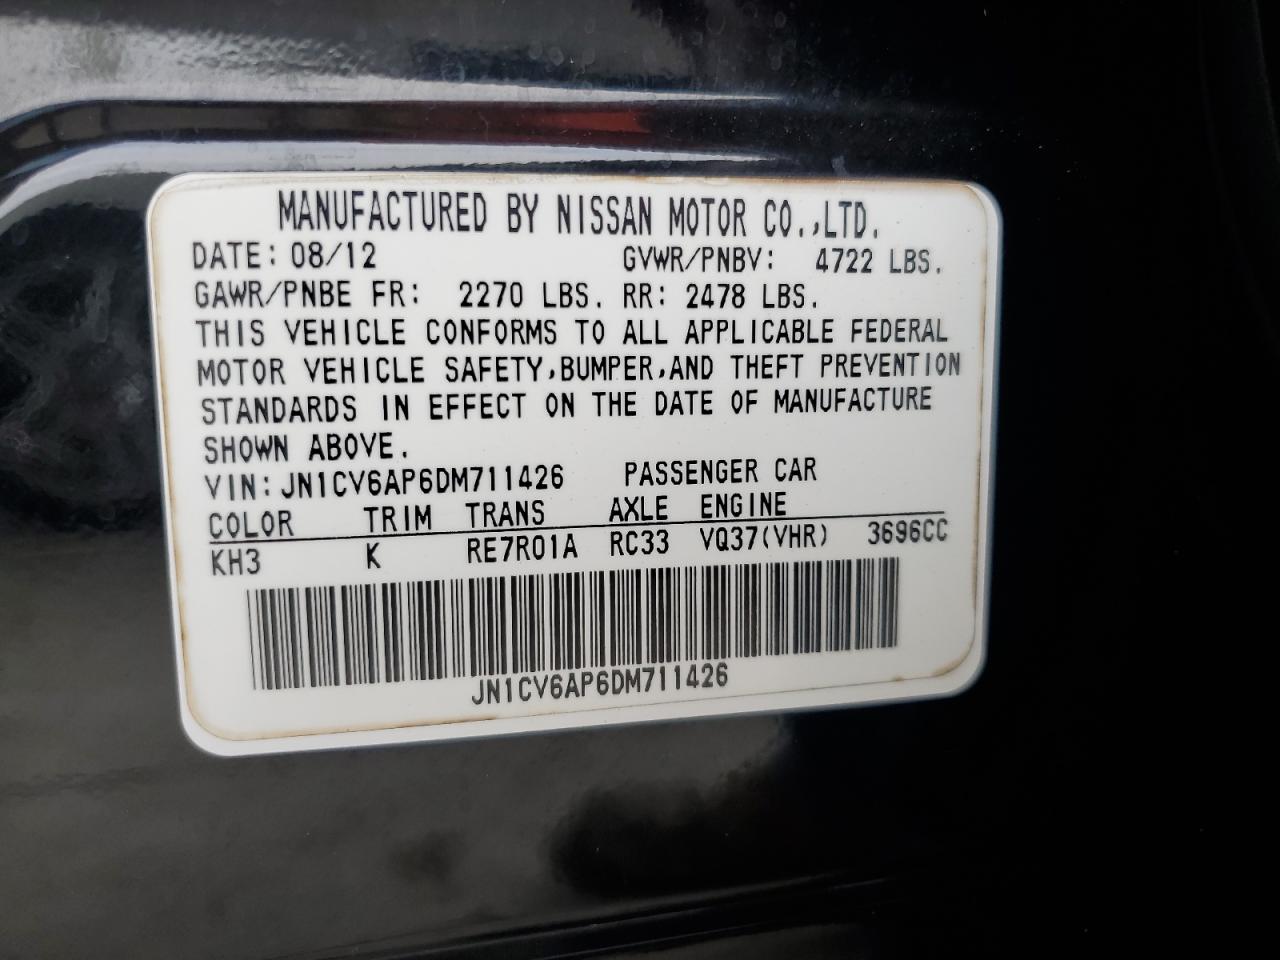 MANUFACTURED BY NISSAN MOTOR CO.,LTD.
DATE: 08/12 GVWR/PNBV: 4722 LBS.
GAWR/PNBE FR: 2270 LBS. RR: 2478 LBS.
THIS VEHICLE CONFORMS TO ALL APPLICABLE FEDERAL
MOTOR VEHICLE SAFETY,BUMPER,AND THEFT PREVENTION
STANDARDS IN EFFECT ON THE DATE OF MANUFACTURE
SHOWN ABOVE.
VIN: JN1CV6AP6DM711426 PASSENGER CAR
COLOR TRIM TRANS AXLE ENGINE
KH3 K RE7R01A RC33 VQ37(VHR) 3696CC
JN1CV6AP6DM711426